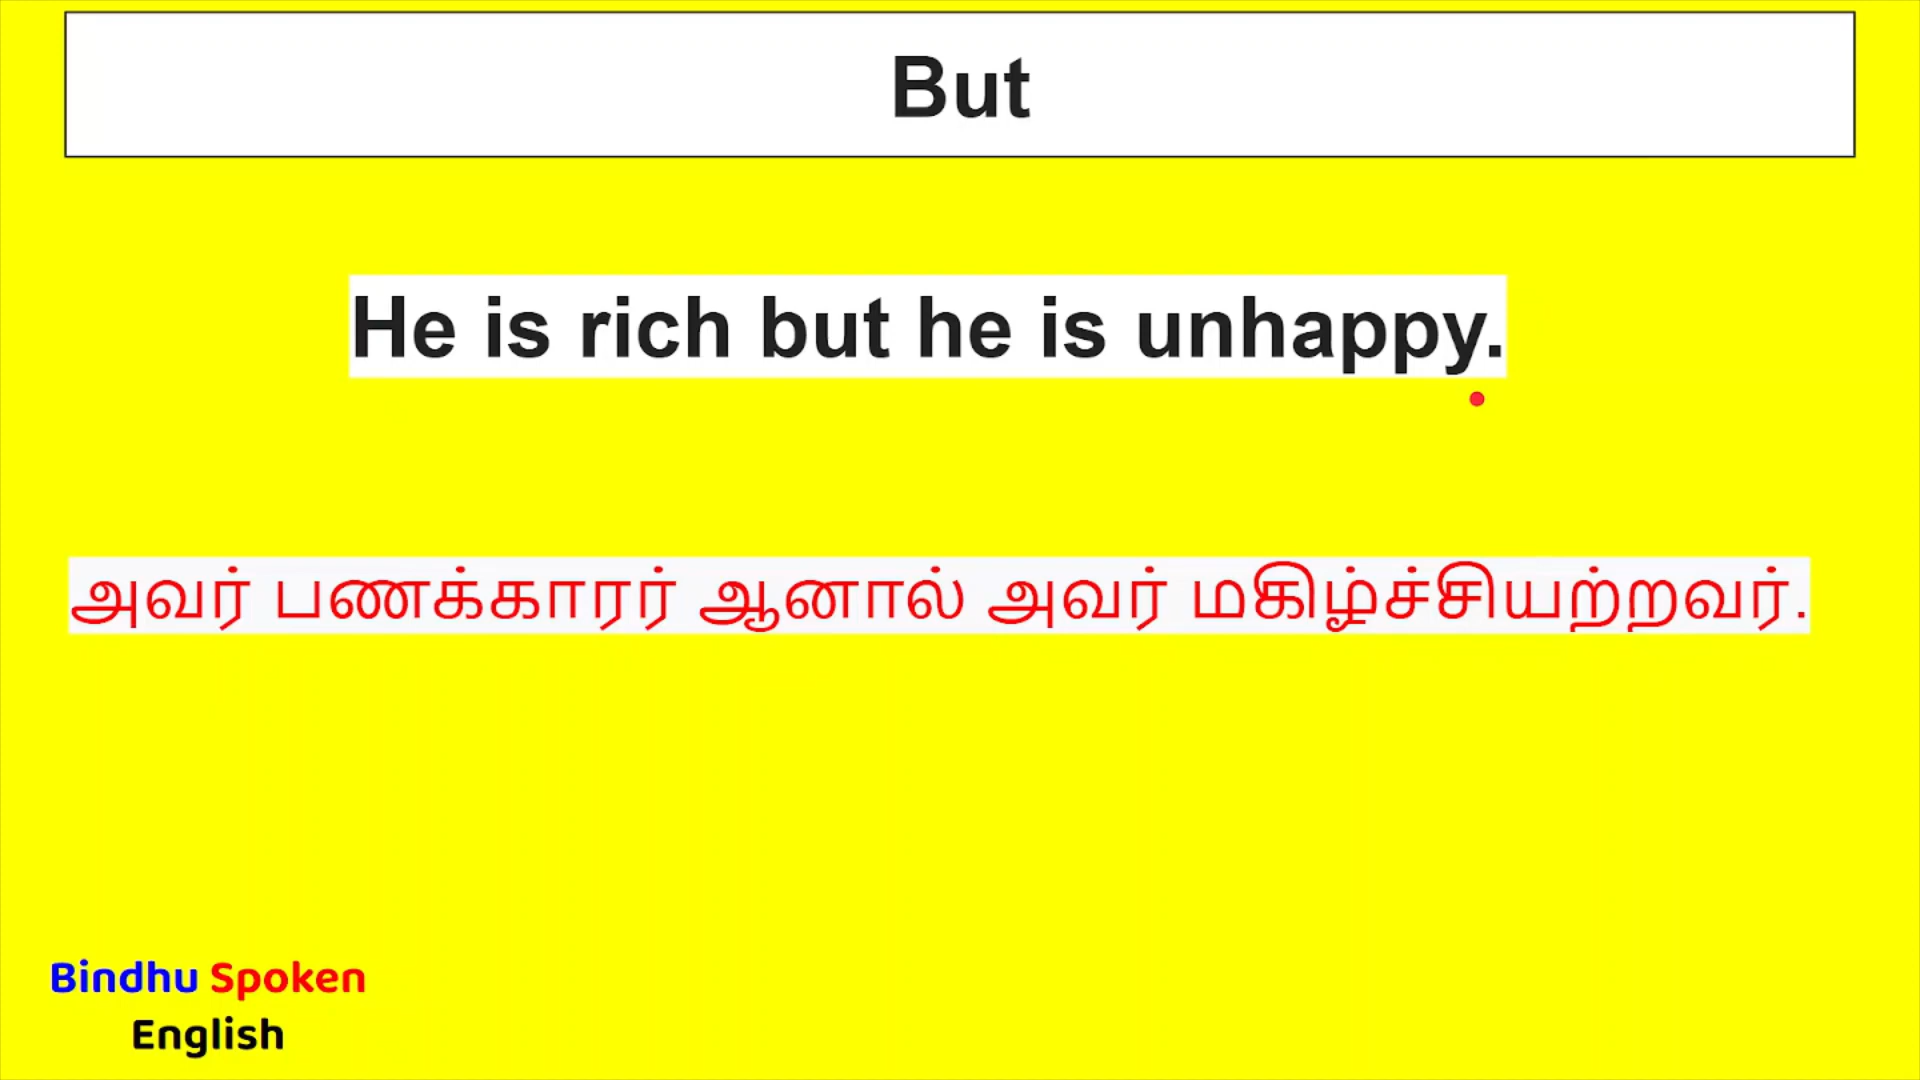 But
He is rich but he is unhappy.
அவர் பணக்காரர் ஆனால் அவர் மகிழ்ச்சியற்றவர்.
Bindhu Spoken
English